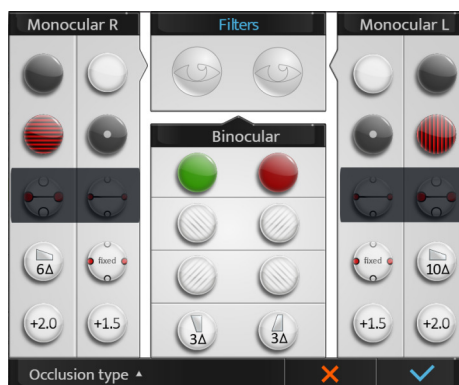 Monocular R
Filters
Monocular L
Binocular
6Δ
fixed
fixed
10Δ
+2.0
+1.5
3Δ
3Δ
+1.5
+2.0
Occlusion type